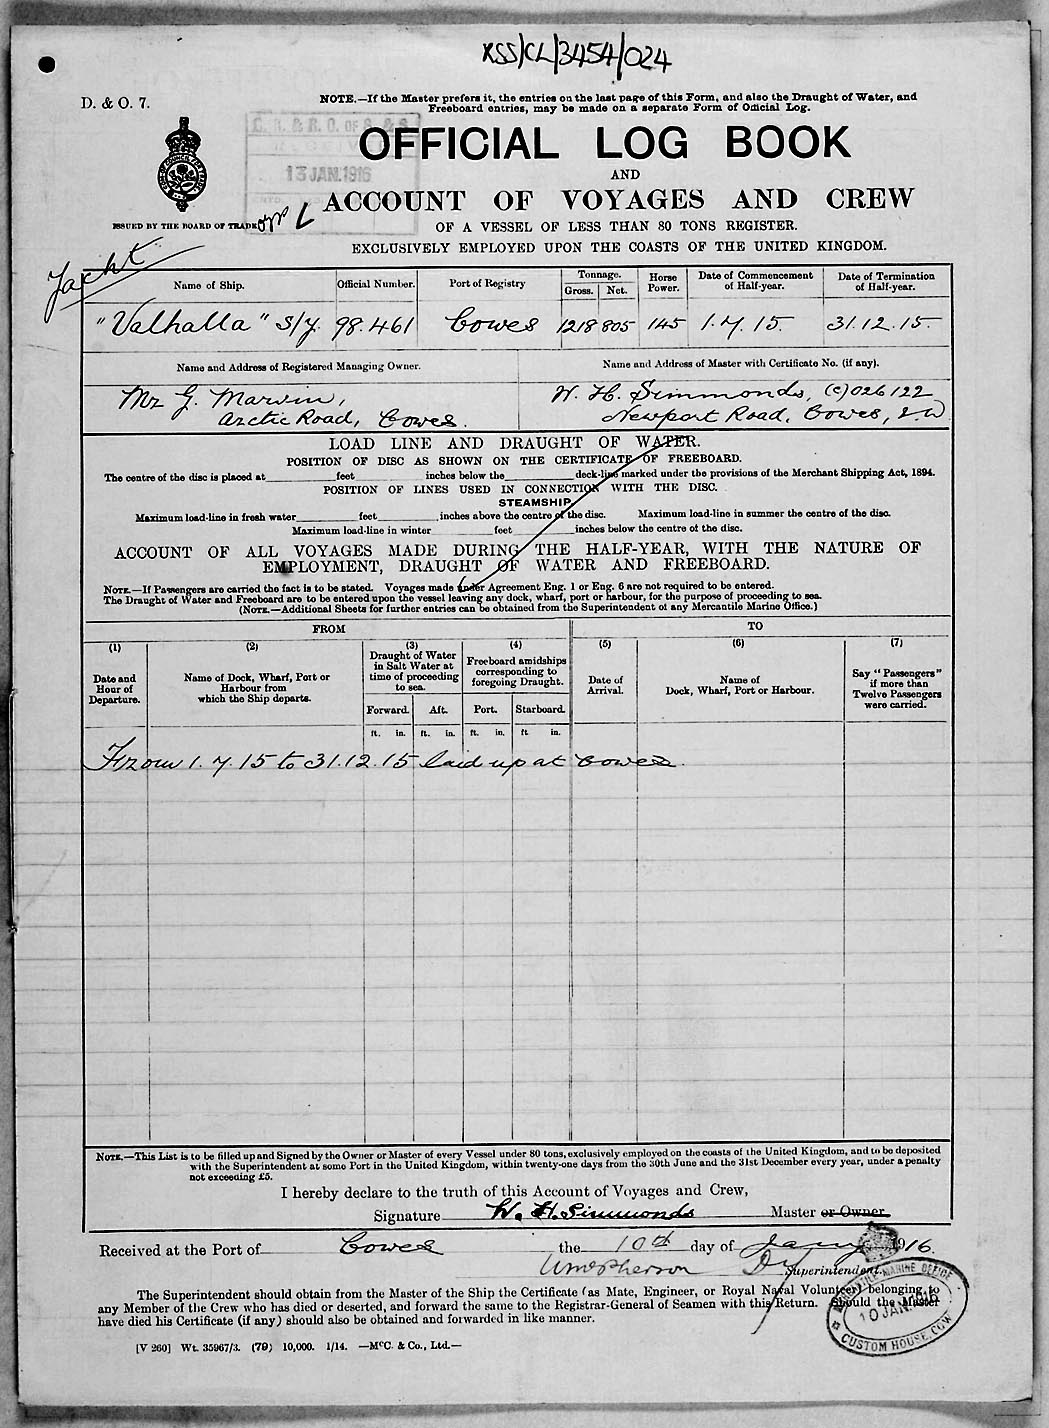 XSS/CL/3454/024
D. & O. 7.
NOTE.—If the Master prefers it, the entries on the last page of this Form, and also the Draught of Water, and
Freeboard entries, may be made on a separate Form of Official Log.
13 JAN. 1916
OFFICIAL LOG BOOK
AND
ACCOUNT OF VOYAGES AND CREW
ISSUED BY THE BOARD OF TRADE
OF A VESSEL OF LESS THAN 80 TONS REGISTER.
EXCLUSIVELY EMPLOYED UPON THE COASTS OF THE UNITED KINGDOM.
Yacht
Name of Ship. Official Number. Port of Registry Tonnage. Gross. Net. Horse Power. Date of Commencement of Half-year. Date of Termination of Half-year.
"Valhalla" S/Y. 98.461 Cowes 1218 805 145 1.7.15. 31.12.15.
Name and Address of Registered Managing Owner. Name and Address of Master with Certificate No. (if any).
Mr G. Marvin, W. H. Simmonds, (c) 026122
Arctic Road, Cowes. Newport Road, Cowes, I.W.
LOAD LINE AND DRAUGHT OF WATER.
POSITION OF DISC AS SHOWN ON THE CERTIFICATE OF FREEBOARD.
The centre of the disc is placed at feet inches below the deck-line marked under the provisions of the Merchant Shipping Act, 1894.
POSITION OF LINES USED IN CONNECTION WITH THE DISC.
STEAMSHIP.
Maximum load-line in fresh water feet inches above the centre of the disc. Maximum load-line in summer the centre of the disc.
Maximum load-line in winter feet inches below the centre of the disc.
ACCOUNT OF ALL VOYAGES MADE DURING THE HALF-YEAR, WITH THE NATURE OF
EMPLOYMENT, DRAUGHT OF WATER AND FREEBOARD.
NOTE.—If Passengers are carried the fact is to be stated. Voyages made under Agreement Eng. 1 or Eng. 6 are not required to be entered.
The Draught of Water and Freeboard are to be entered upon the vessel leaving any dock, wharf, port or harbour, for the purpose of proceeding to sea.
(NOTE.—Additional Sheets for further entries can be obtained from the Superintendent of any Mercantile Marine Office.)
FROM TO
(1) (2) (3) (4) (5) (6) (7)
Date and Hour of Departure.
Name of Dock, Wharf, Port or Harbour from which the Ship departs.
Draught of Water in Salt Water at time of proceeding to sea.
Freeboard amidships corresponding to foregoing Draught.
Date of Arrival.
Name of Dock, Wharf, Port or Harbour.
Say "Passengers" if more than Twelve Passengers were carried.
Forward. Aft. Port. Starboard.
ft. in. ft. in. ft. in. ft. in.
From 1.7.15 to 31.12.15 laid up at Cowes.
NOTE.—This List is to be filled up and Signed by the Owner or Master of every Vessel under 80 tons, exclusively employed on the coasts of the United Kingdom, and to be deposited
with the Superintendent at some Port in the United Kingdom, within twenty-one days from the 30th June and the 31st December every year, under a penalty
not exceeding £5.
I hereby declare to the truth of this Account of Voyages and Crew,
Signature W. H. Simmonds Master or Owner
Received at the Port of Cowes the 10th day of Jany 1916.
Superintendent.
The Superintendent should obtain from the Master of the Ship the Certificate (as Mate, Engineer, or Royal Naval Volunteer) belonging to
any Member of the Crew who has died or deserted, and forward the same to the Registrar-General of Seamen with this Return. Should the Master
have died his Certificate (if any) should also be obtained and forwarded in like manner.
MERCANTILE MARINE OFFICE
10 JAN. 1916
CUSTOM HOUSE, COW
[V 260] Wt. 35967/3. (79) 10,000. 1/14. —McC. & Co., Ltd.—